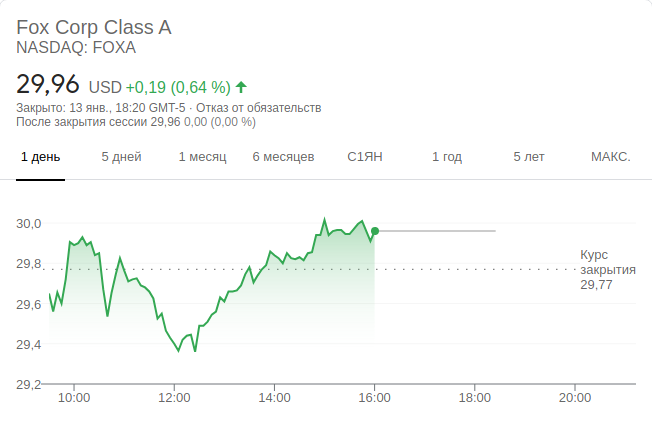 Fox Corp Class A
NASDAQ: FOXA
29,96 USD +0,19 (0,64 %)
Закрыто: 13 янв., 18:20 GMT-5 · Отказ от обязательств
После закрытия сессии 29,96 0,00 (0,00 %)
1 день 5 дней 1 месяц 6 месяцев С1ЯН 1 год 5 лет МАКС.
30,0
29,8
29,6
29,4
29,2
Курс
закрытия
29,77
10:00 12:00 14:00 16:00 18:00 20:00